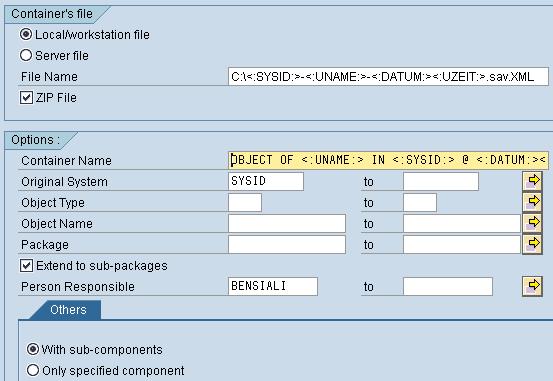 Container's file
Local/workstation file
Server file
File Name C:\<:SYSID:>-<:UNAME:>-<:DATUM:><:UZEIT:>.sav.XML
ZIP File
Options :
Container Name OBJECT OF <:UNAME:> IN <:SYSID:> @ <:DATUM:><
Original System SYSID to
Object Type to
Object Name to
Package to
Extend to sub-packages
Person Responsible BENSIALI to
Others
With sub-components
Only specified component